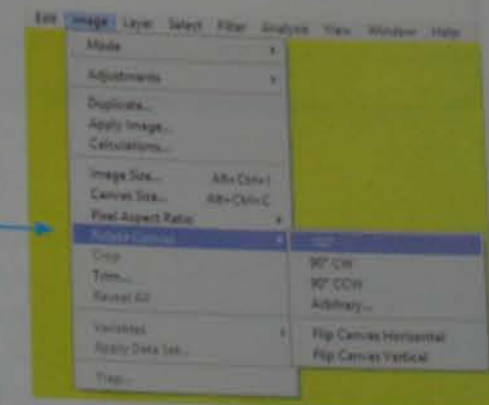 Edit Image Layer Select Filter Analysis View Window Help
Mode
Adjustments
Duplicate...
Apply Image...
Calculations...
Image Size... Alt+Ctrl+I
Canvas Size... Alt+Ctrl+C
Pixel Aspect Ratio
Rotate Canvas
Crop
Trim...
Reveal All
Variables
Apply Data Set...
Trap...
180°
90° CW
90° CCW
Arbitrary...
Flip Canvas Horizontal
Flip Canvas Vertical